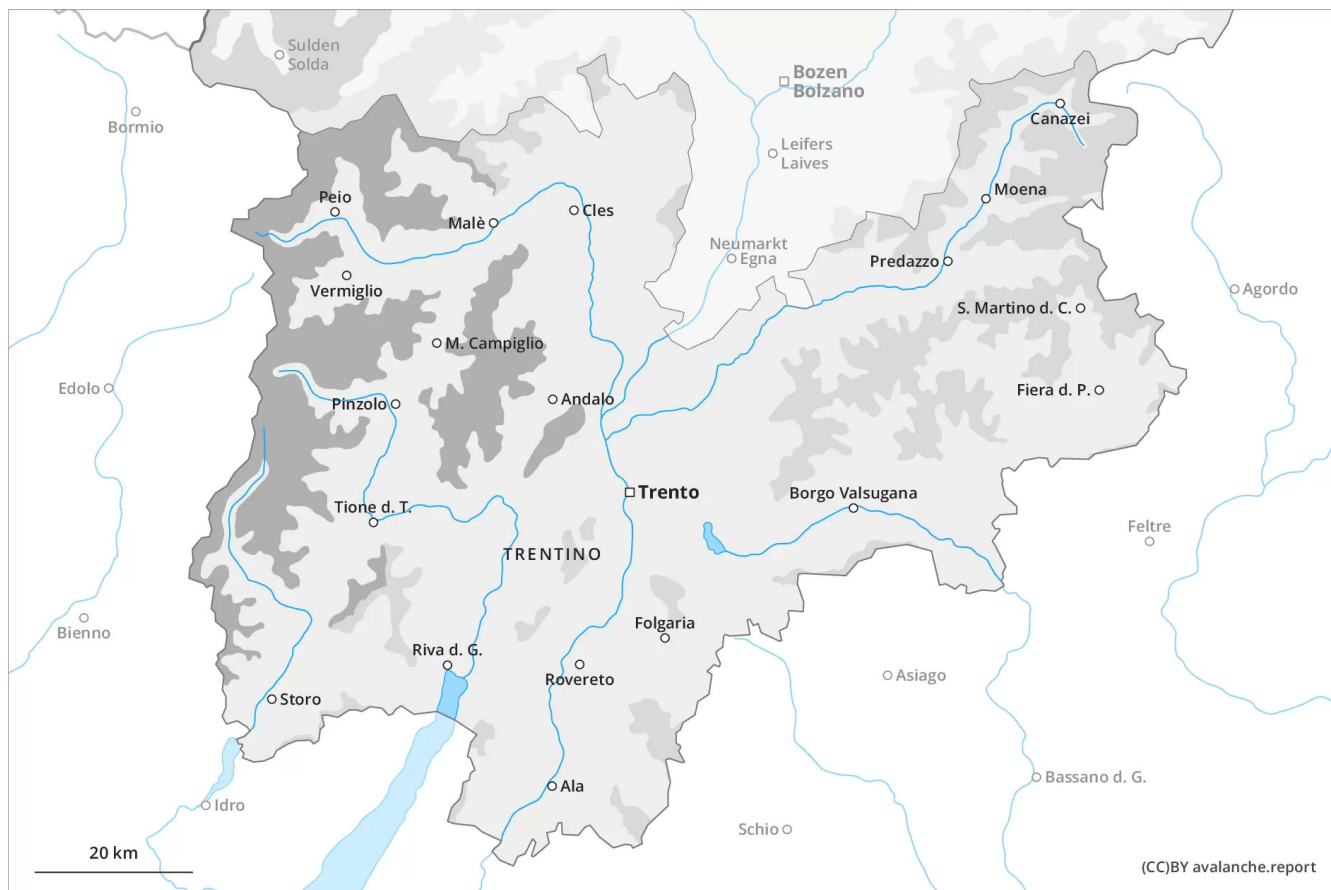 Sulden
Solda
Bozen
Bolzano
Bormio
Canazei
Leifers
Laives
Peio
Moena
Malè
Cles
Neumarkt
Egna
Predazzo
Vermiglio
Agordo
S. Martino d. C.
M. Campiglio
Edolo
Fiera d. P.
Pinzolo
Andalo
Trento
Borgo Valsugana
Tione d. T.
Feltre
TRENTINO
Bienno
Folgaria
Riva d. G.
Rovereto
Asiago
Storo
Bassano d. G.
Ala
Idro
Schio
20 km
(CC)BY avalanche.report